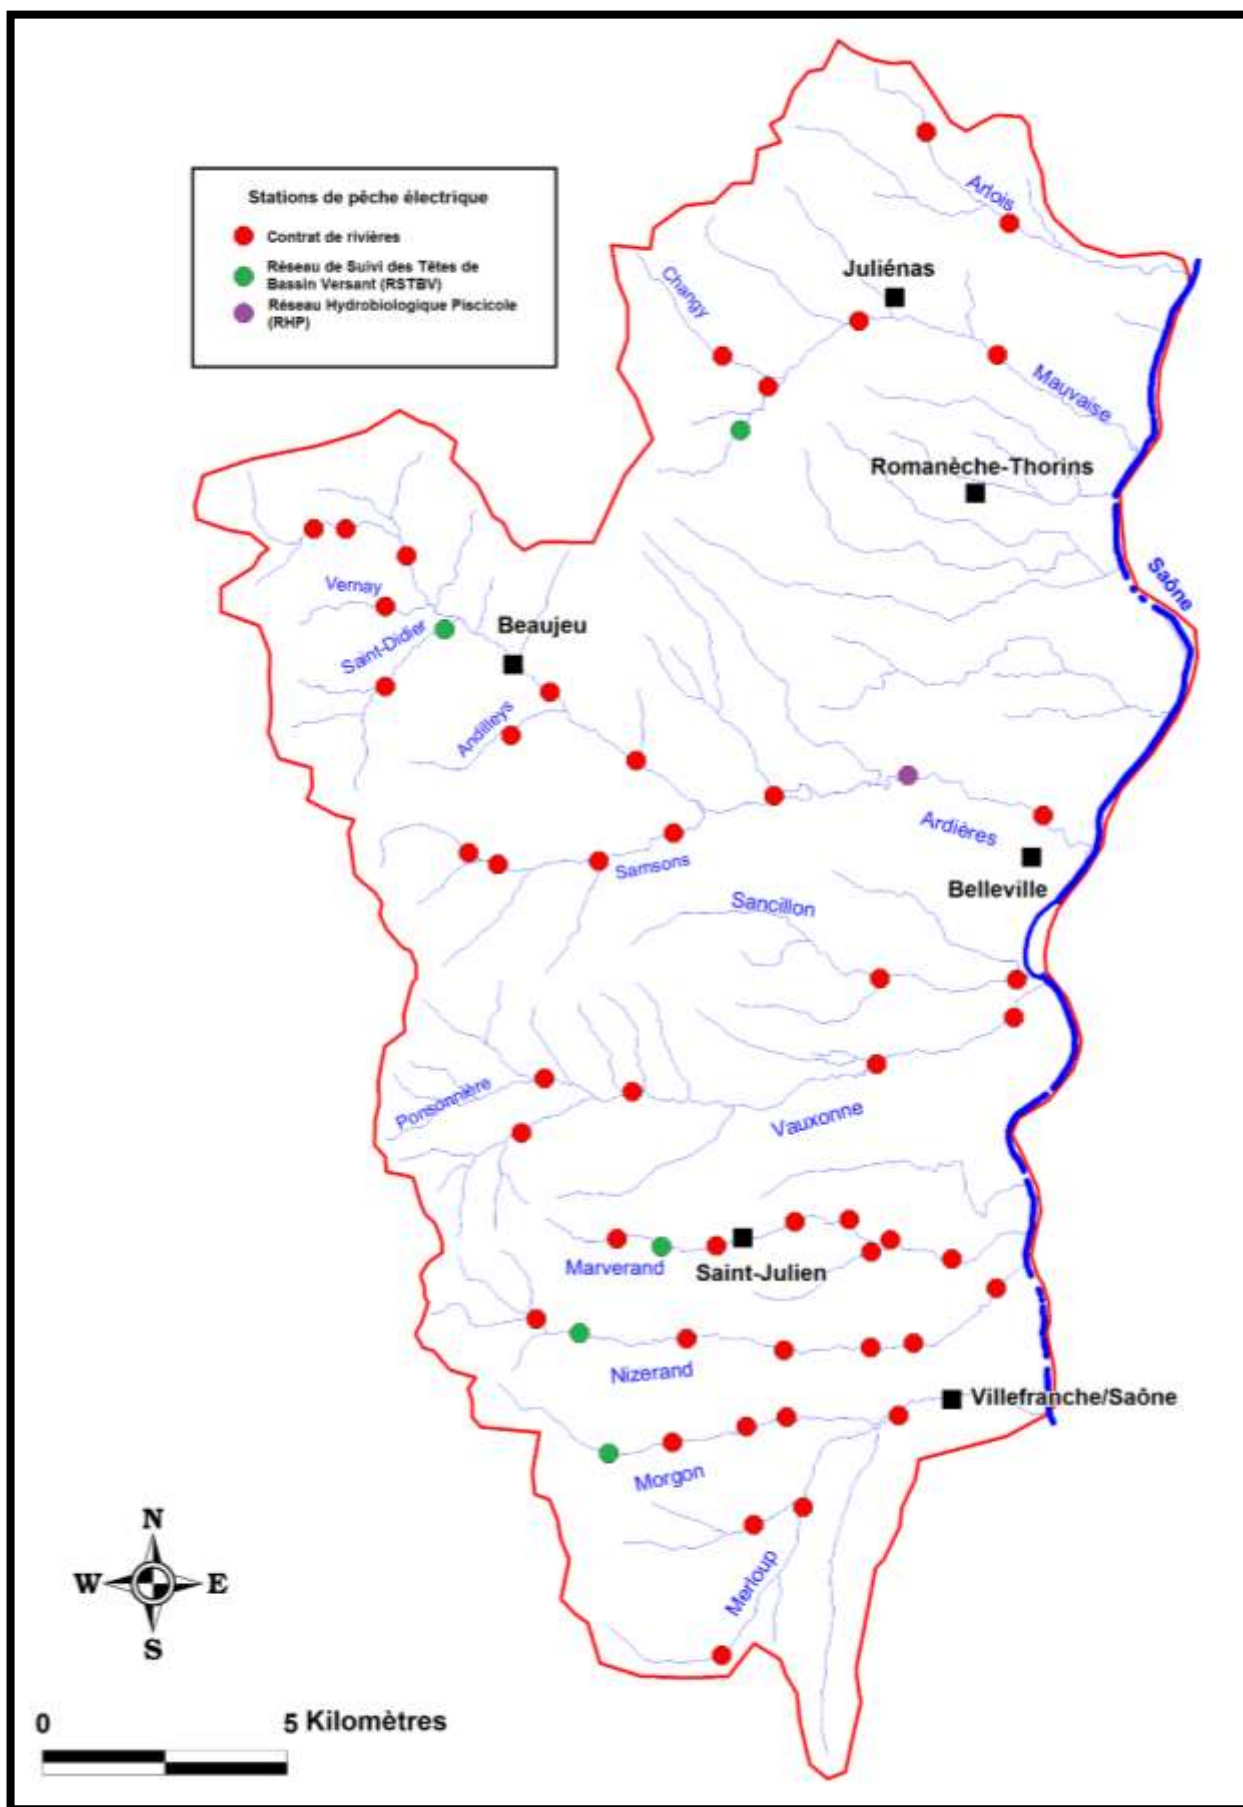 Stations de pêche électrique
Contrat de rivières
Réseau de Suivi des Têtes de
Bassin Versant (RSTBV)
Réseau Hydrobiologique Piscicole
(RHP)
Arlois
Juliénas
Changy
Mauvaise
Romanèche-Thorins
Saône
Vernay
Beaujeu
Saint-Didier
Andilleys
Ardières
Samsons
Belleville
Sancillon
Ponsonnière
Vauxonne
Marverand
Saint-Julien
Nizerand
Villefranche/Saône
Morgon
Merloup
N
W E
S
0 5 Kilomètres